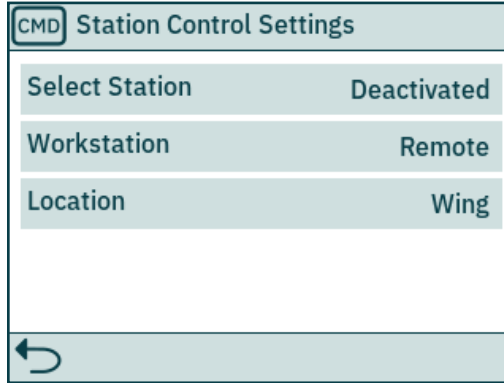 CMD Station Control Settings
Select Station Deactivated
Workstation Remote
Location Wing